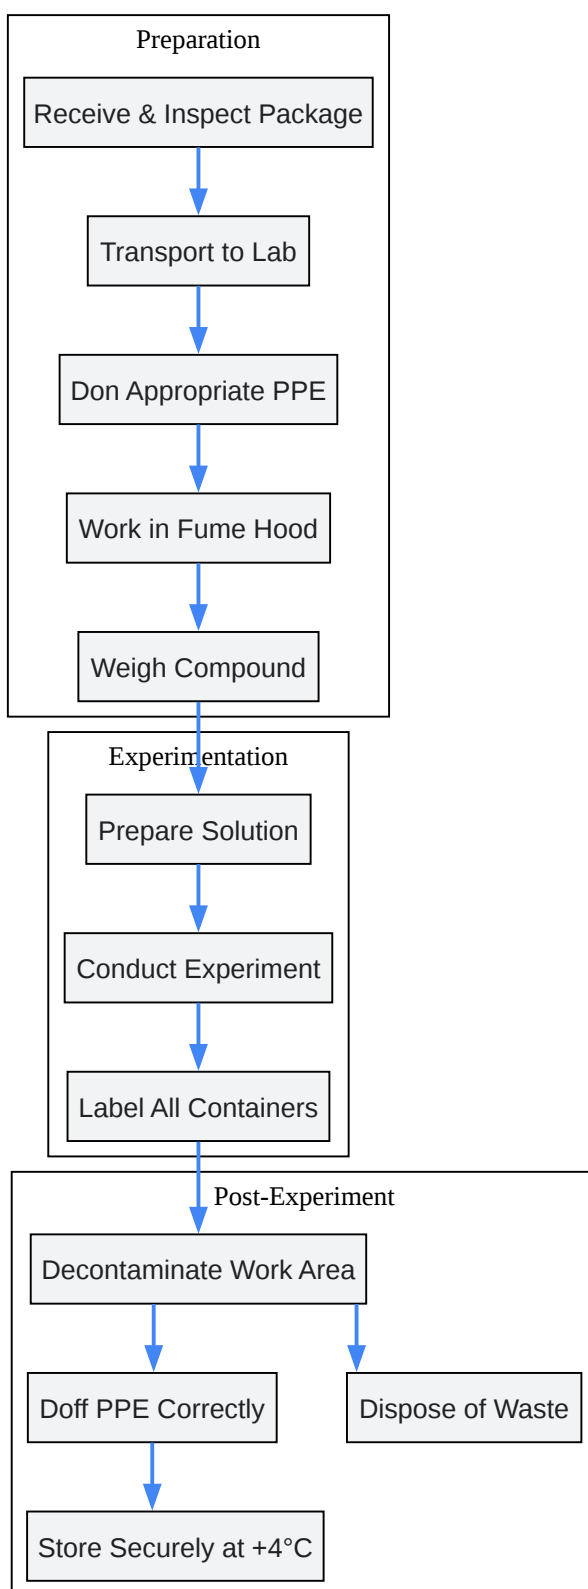 Preparation
Receive & Inspect Package
Transport to Lab
Don Appropriate PPE
Work in Fume Hood
Weigh Compound
Experimentation
Prepare Solution
Conduct Experiment
Label All Containers
Post-Experiment
Decontaminate Work Area
Doff PPE Correctly
Dispose of Waste
Store Securely at +4°C